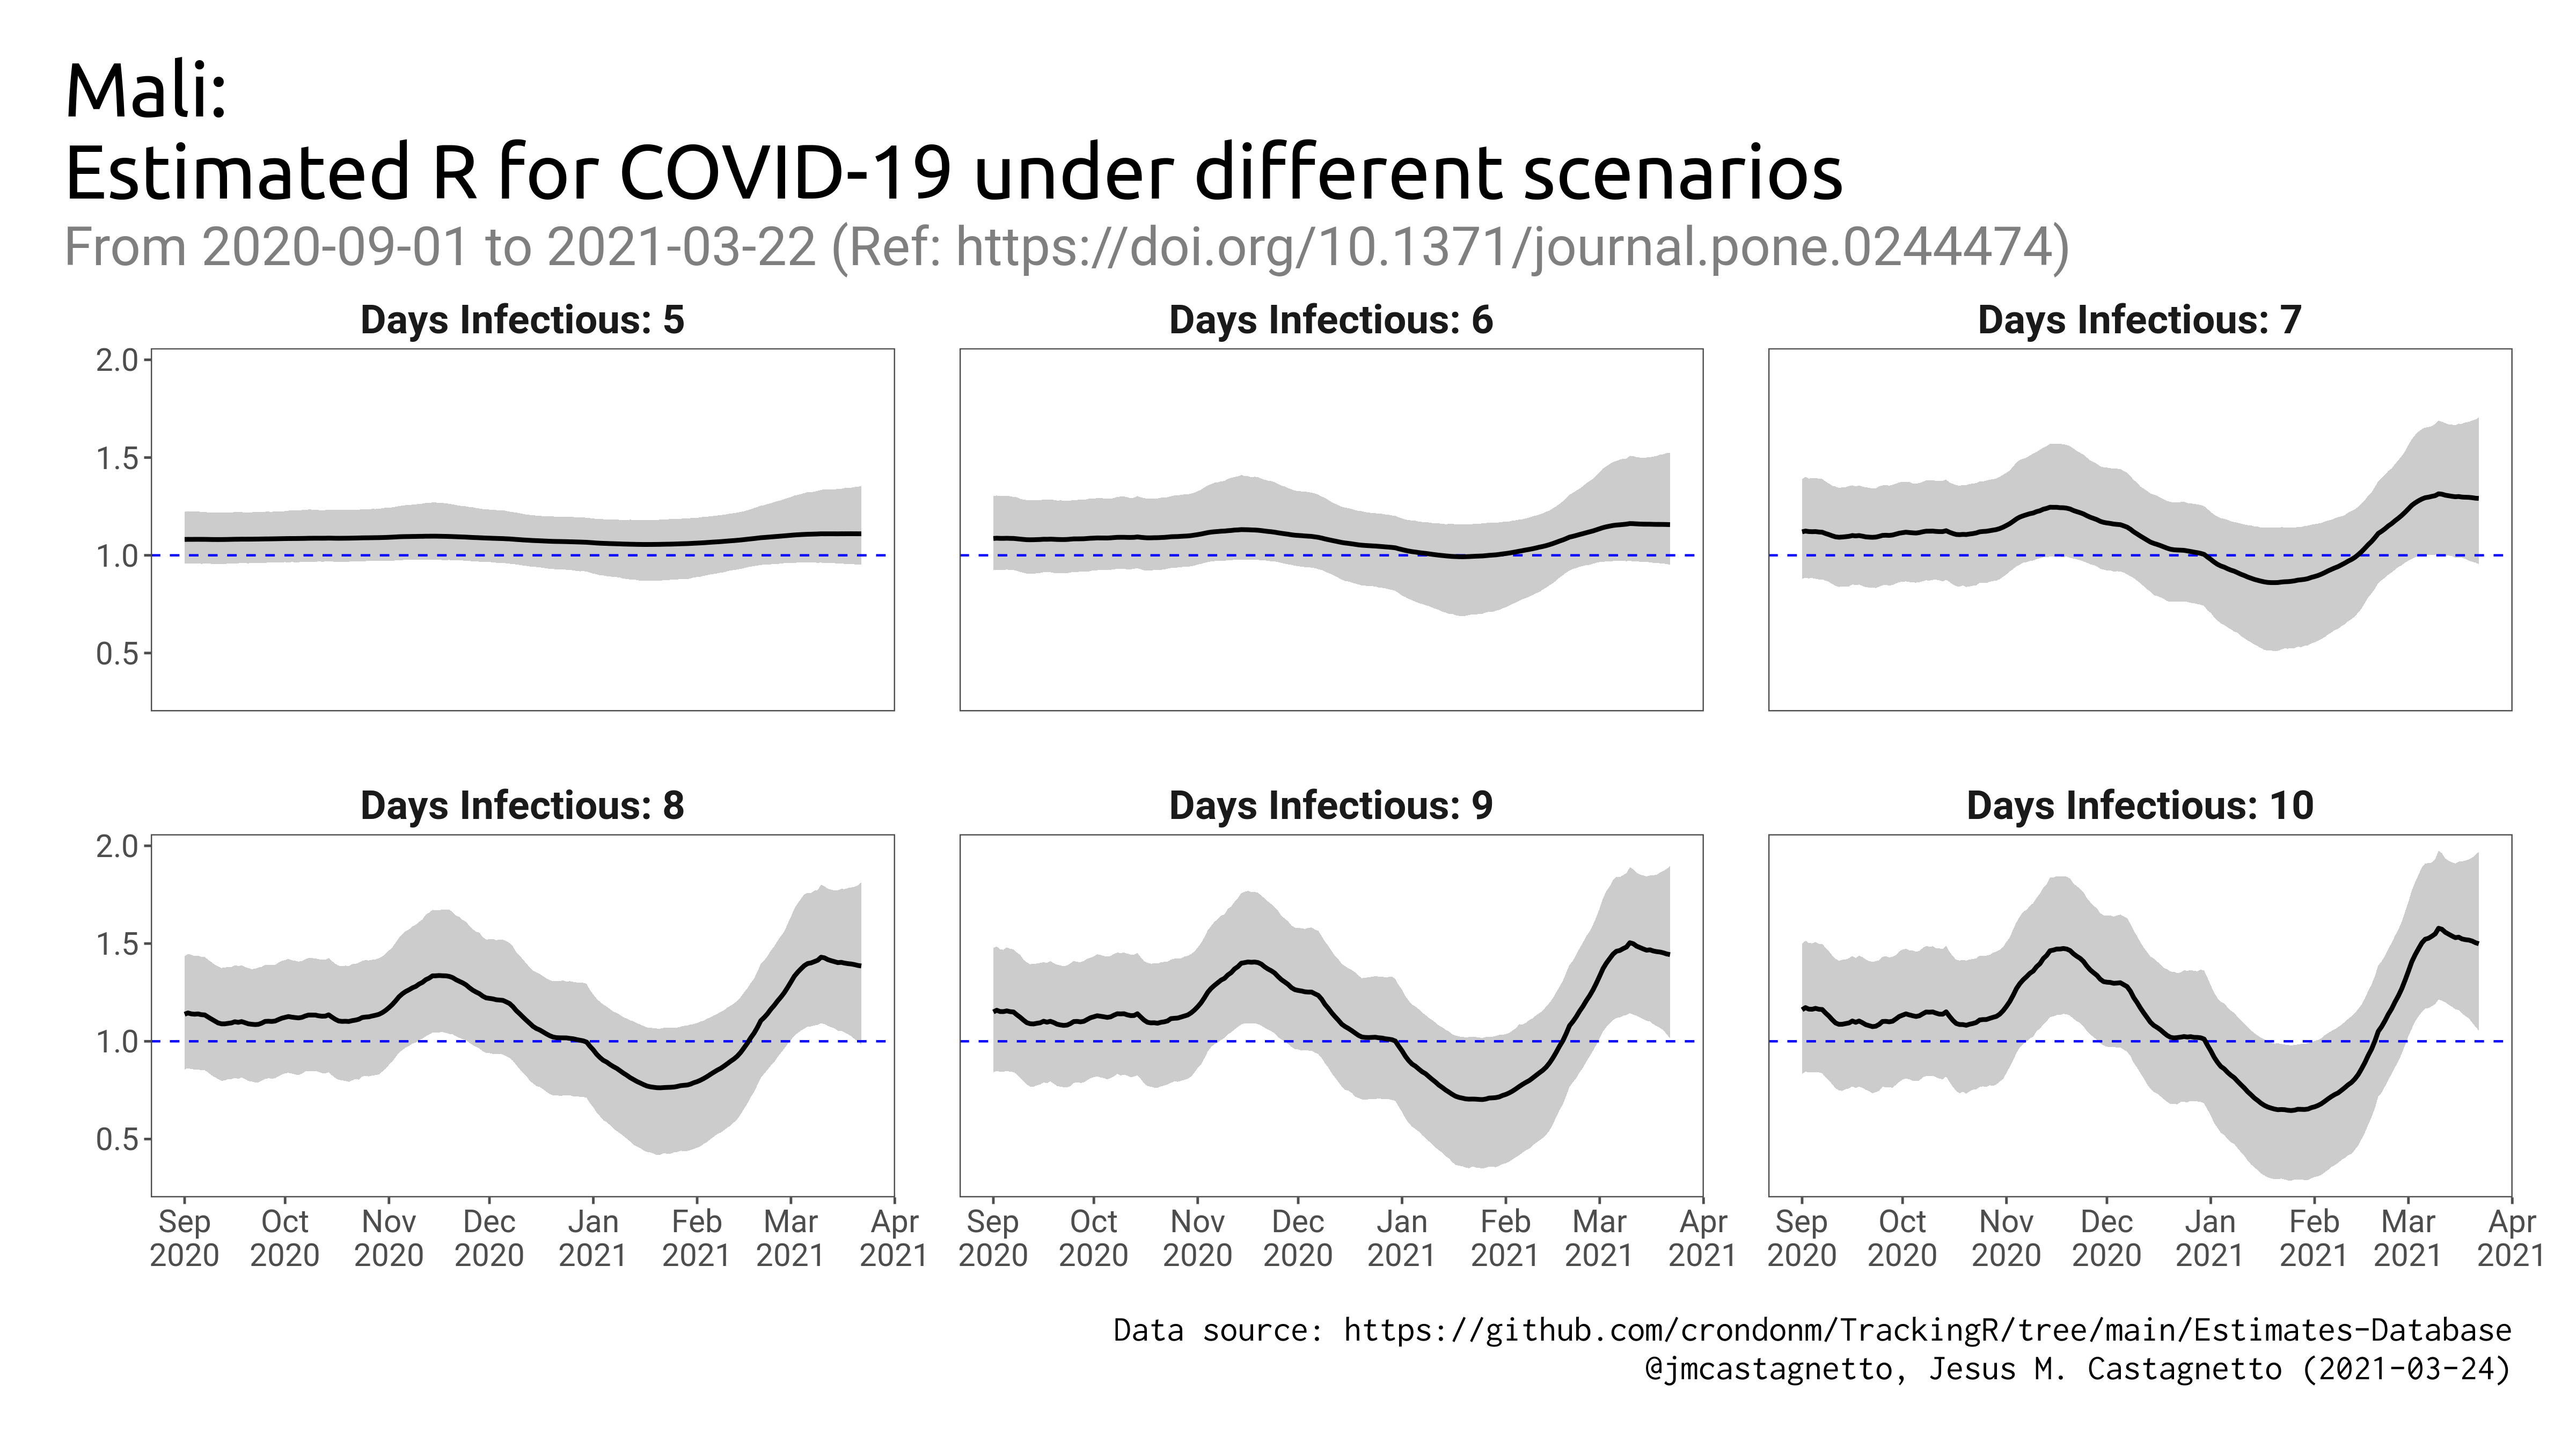 Mali:
Estimated R for COVID-19 under different scenarios
From 2020-09-01 to 2021-03-22 (Ref: https://doi.org/10.1371/journal.pone.0244474)
Days Infectious: 5
Days Infectious: 6
Days Infectious: 7
2.0
1.5
1.0
0.5
Days Infectious: 8
Days Infectious: 9
Days Infectious: 10
2.0
1.5
1.0
0.5
Sep Oct Nov Dec Jan Feb Mar Apr
2020 2020 2020 2020 2021 2021 2021 2021
Sep Oct Nov Dec Jan Feb Mar Apr
2020 2020 2020 2020 2021 2021 2021 2021
Sep Oct Nov Dec Jan Feb Mar Apr
2020 2020 2020 2020 2021 2021 2021 2021
Data source: https://github.com/crondonm/TrackingR/tree/main/Estimates-Database
@jmcastagnetto, Jesus M. Castagnetto (2021-03-24)